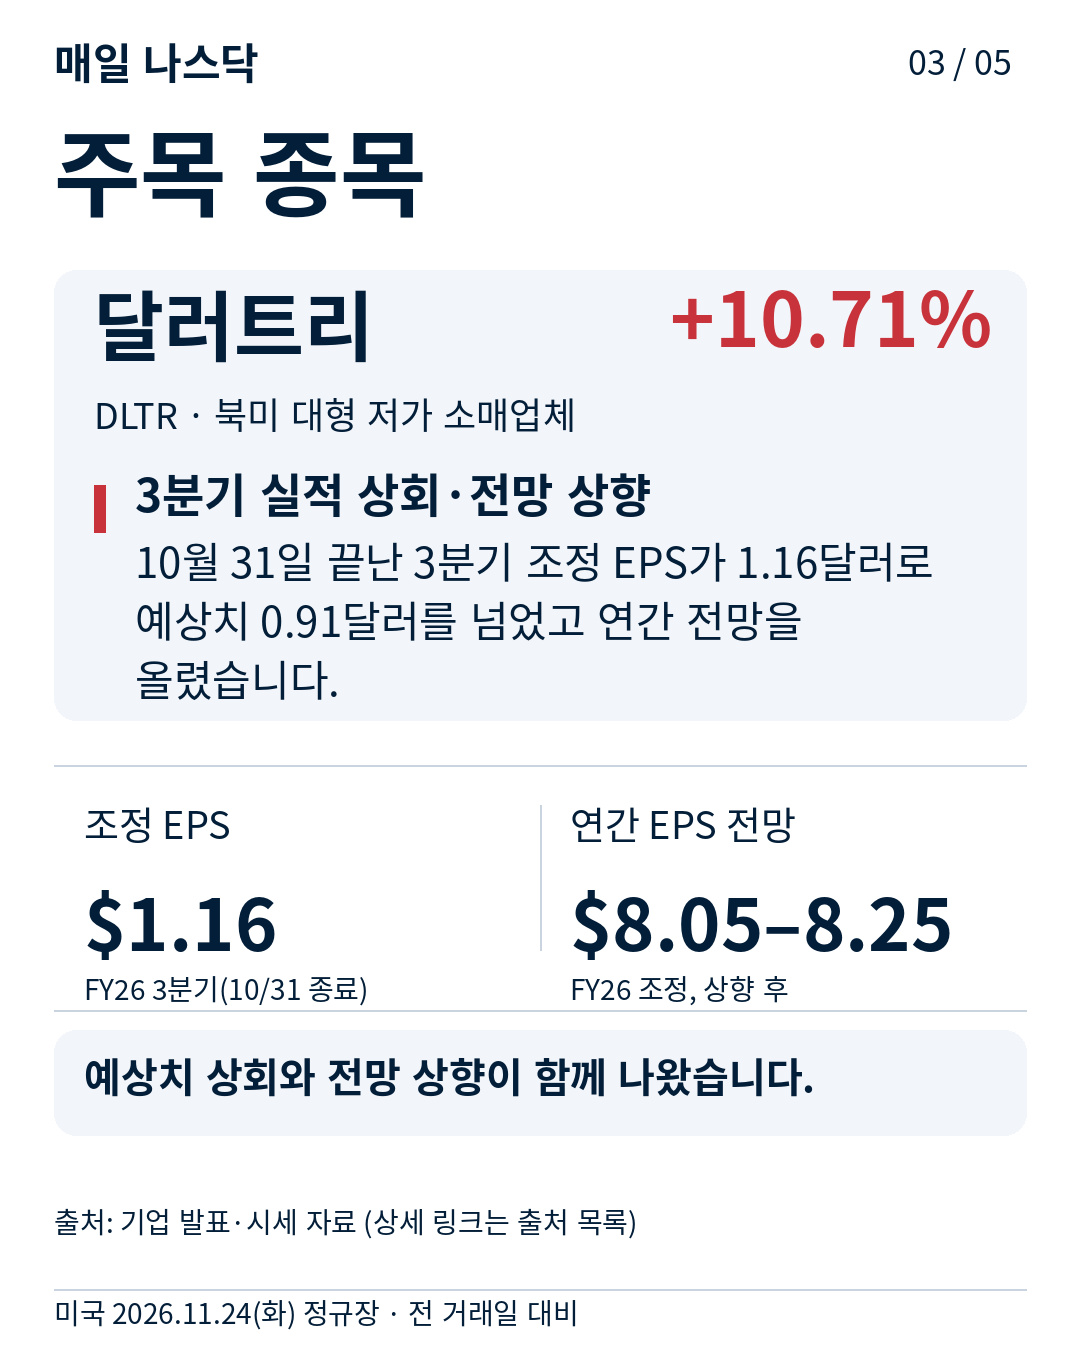 매일 나스닥
03 / 05
주목 종목
달러트리
+10.71%
DLTR · 북미 대형 저가 소매업체
3분기 실적 상회·전망 상향
10월 31일 끝난 3분기 조정 EPS가 1.16달러로
예상치 0.91달러를 넘었고 연간 전망을
올렸습니다.
조정 EPS
$1.16
FY26 3분기(10/31 종료)
연간 EPS 전망
$8.05–8.25
FY26 조정, 상향 후
예상치 상회와 전망 상향이 함께 나왔습니다.
출처: 기업 발표·시세 자료 (상세 링크는 출처 목록)
미국 2026.11.24(화) 정규장 · 전 거래일 대비